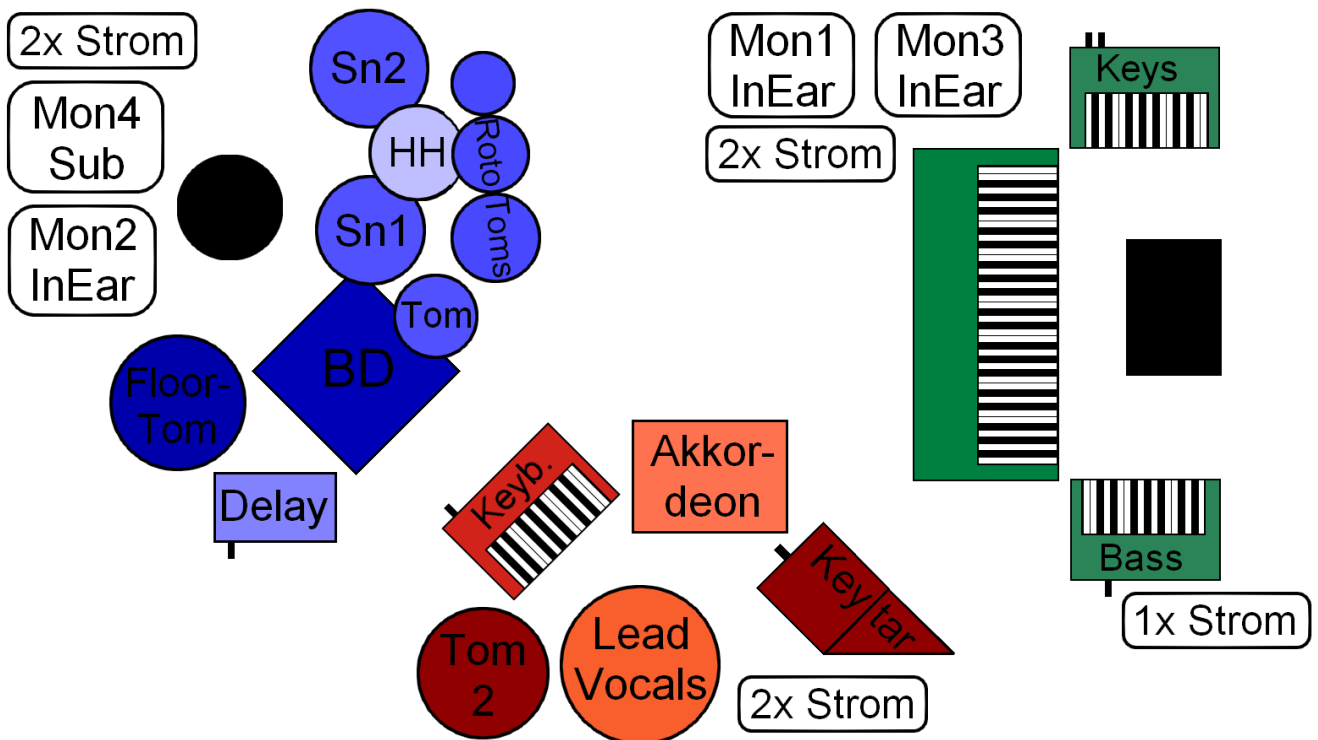 2x Strom
Mon4
Sub
Mon2
InEar
Sn2
HH
Roto
Toms
Sn1
Tom
BD
Floor-
Tom
Delay
Mon1
InEar
Mon3
InEar
2x Strom
Keys
Bass
1x Strom
Keyb.
Akkor-
deon
Key
tar
Tom
2
Lead
Vocals
2x Strom